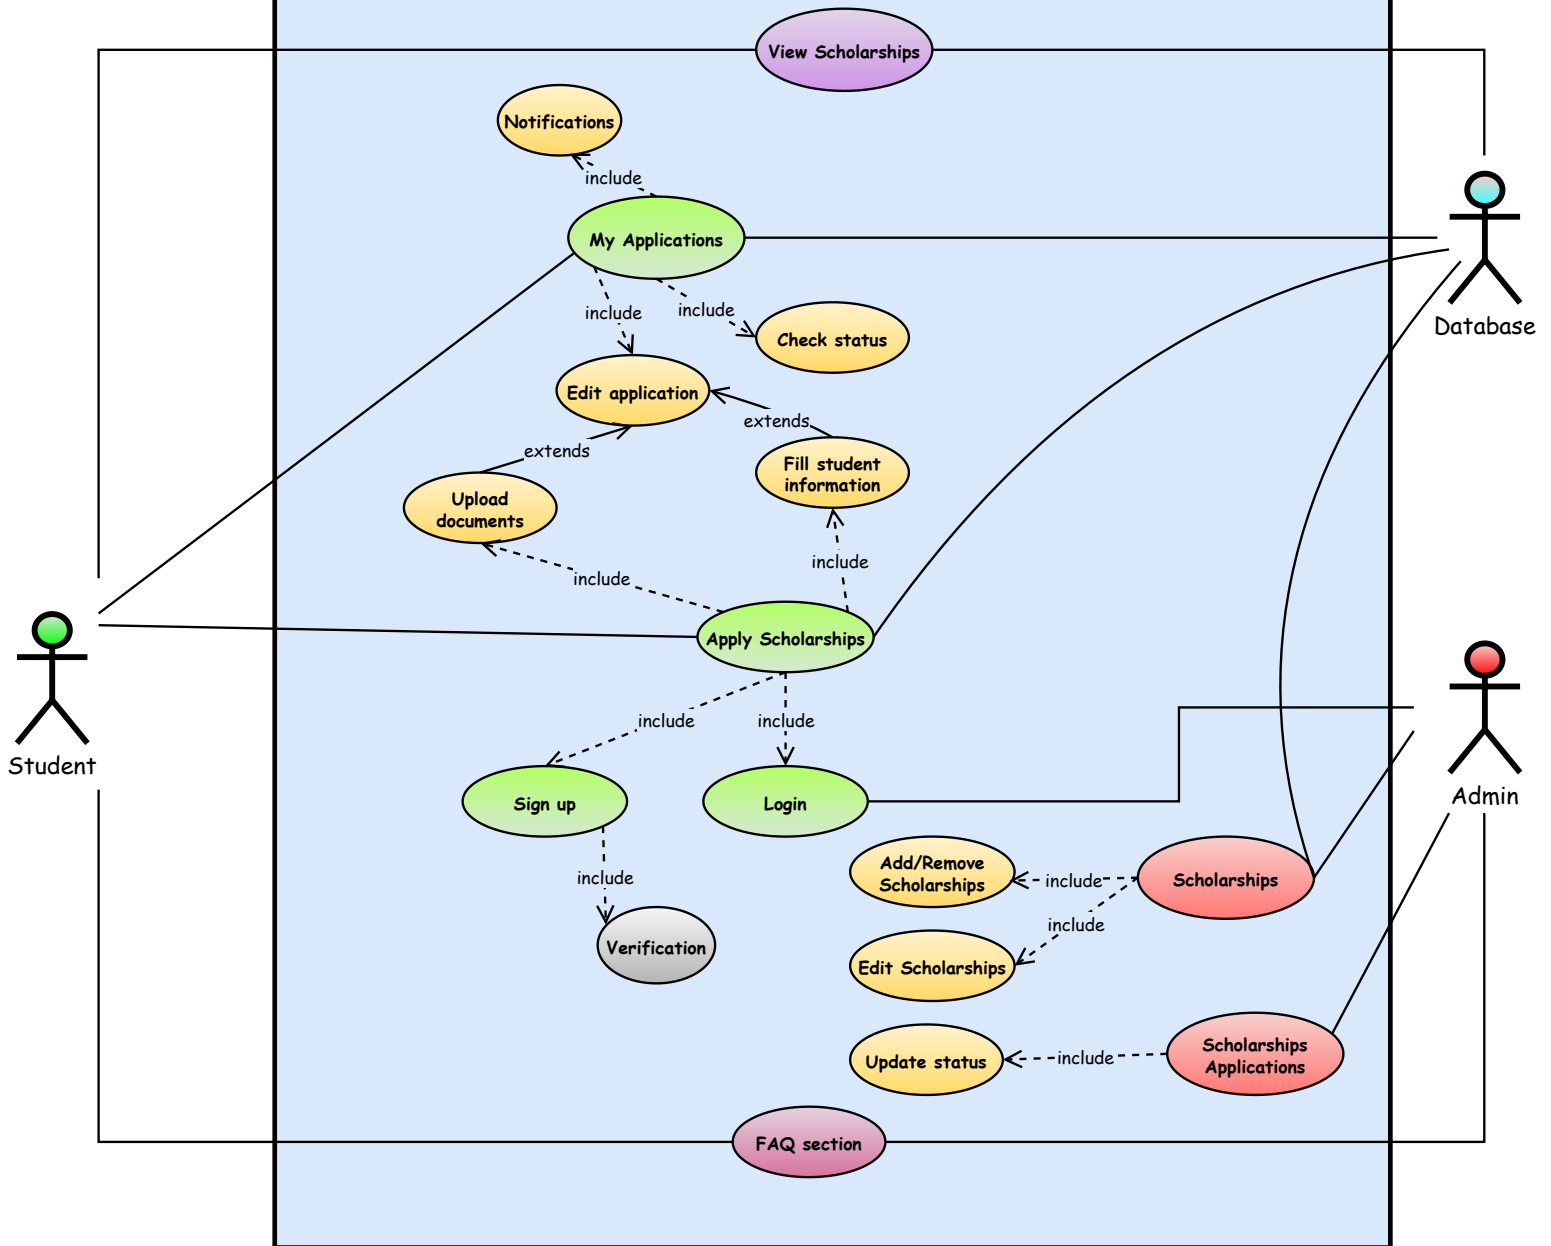 View Scholarships
Notifications
include
My Applications
include
include
Database
Check status
Edit application
extends
extends
Fill student
information
Upload
documents
include
include
Apply Scholarships
include
include
Student
Sign up
Login
Admin
Add/Remove
Scholarships
include
Scholarships
include
include
Verification
Edit Scholarships
Scholarships
Applications
Update status
include
FAQ section